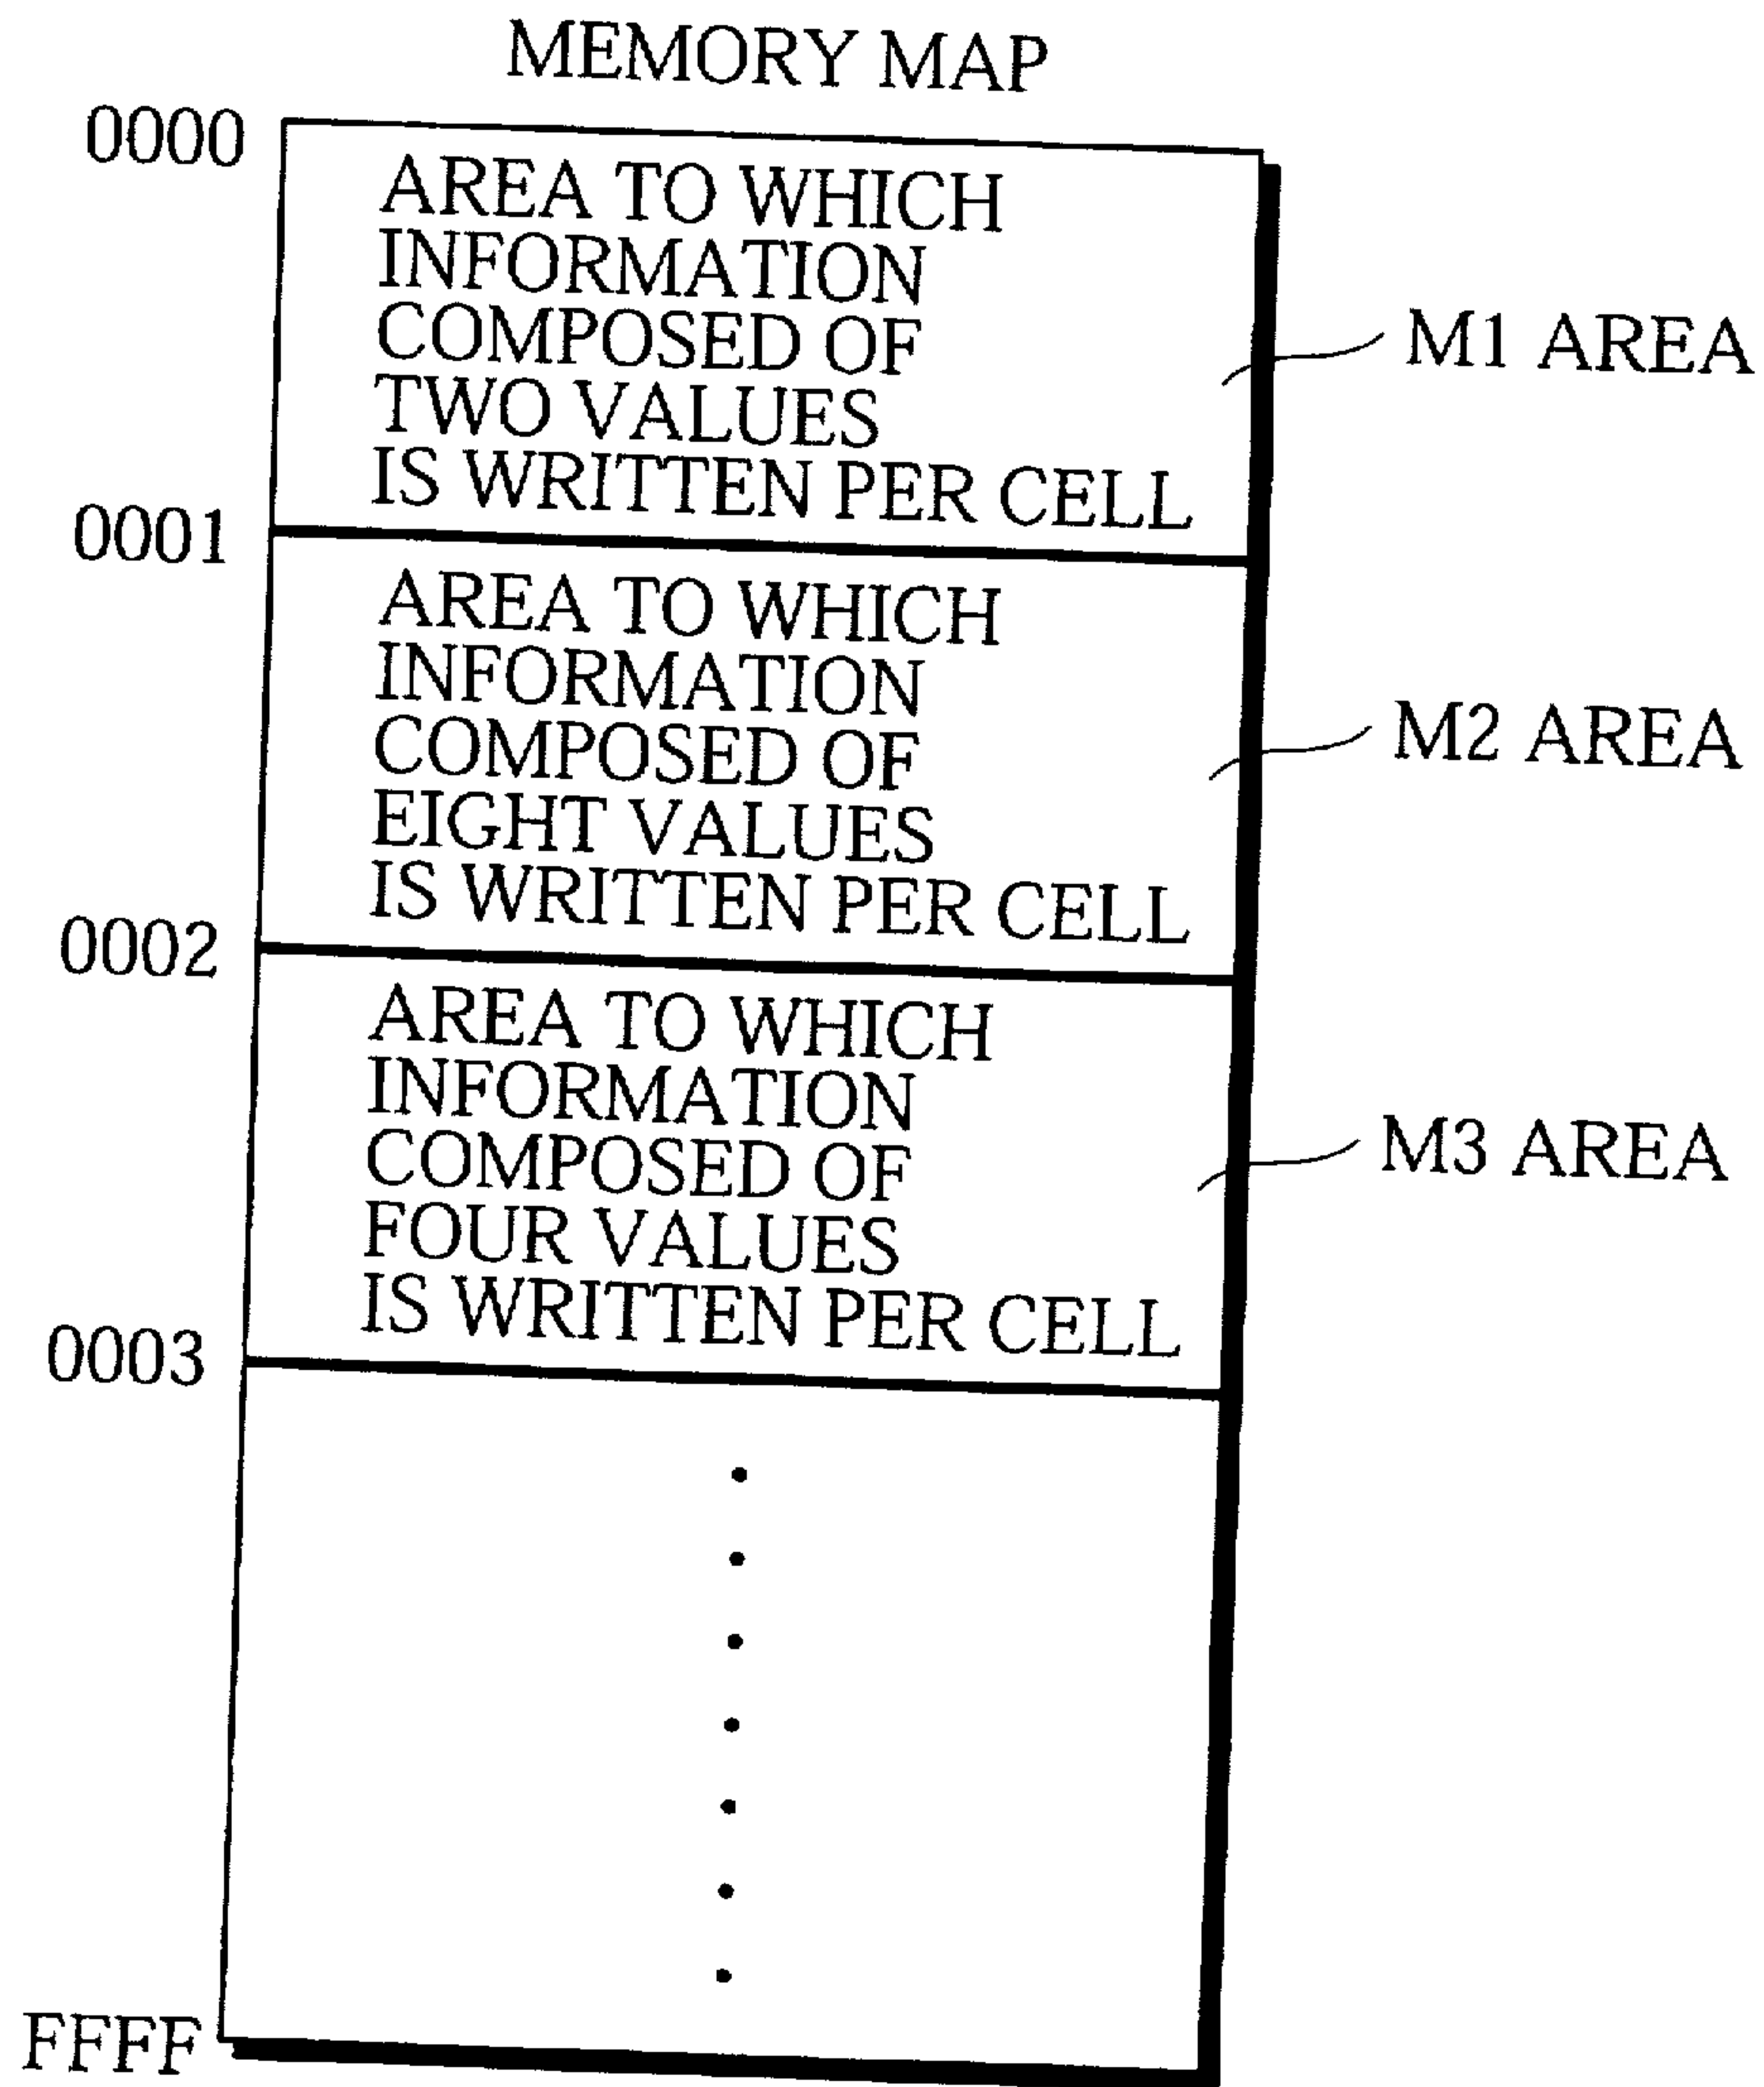 MEMORY MAP
0000
AREA TO WHICH
INFORMATION
COMPOSED OF
TWO VALUES
IS WRITTEN PER CELL
M1 AREA
0001
AREA TO WHICH
INFORMATION
COMPOSED OF
EIGHT VALUES
IS WRITTEN PER CELL
M2 AREA
0002
AREA TO WHICH
INFORMATION
COMPOSED OF
FOUR VALUES
IS WRITTEN PER CELL
M3 AREA
0003
FFFF